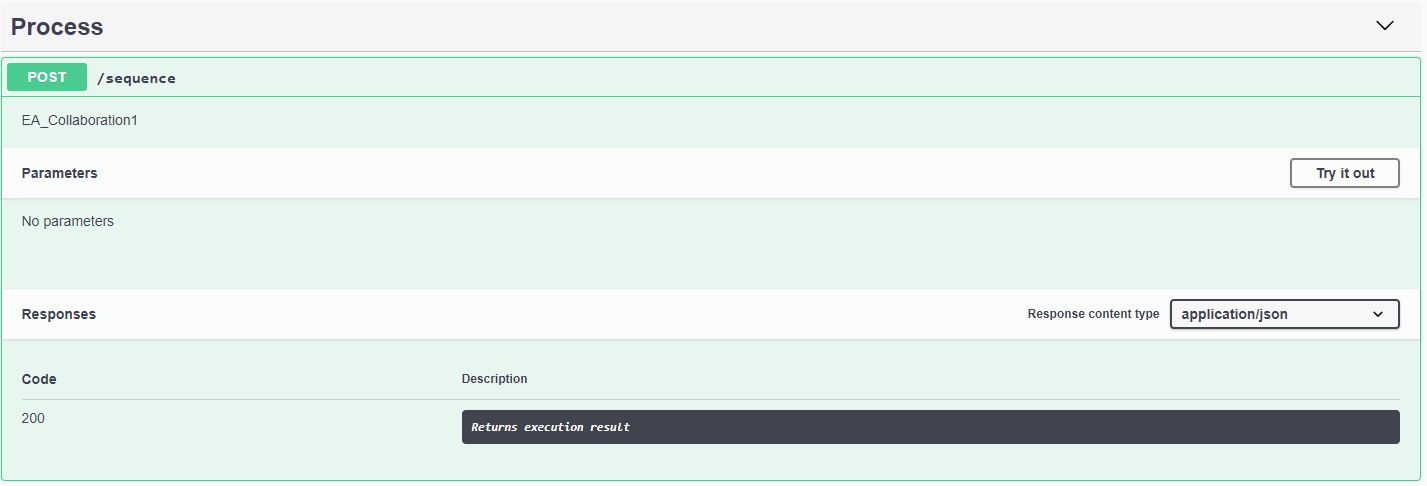 Process
POST /sequence
EA_Collaboration1
Parameters
Try it out
No parameters
Responses
Response content type
application/json
Code
Description
200
Returns execution result